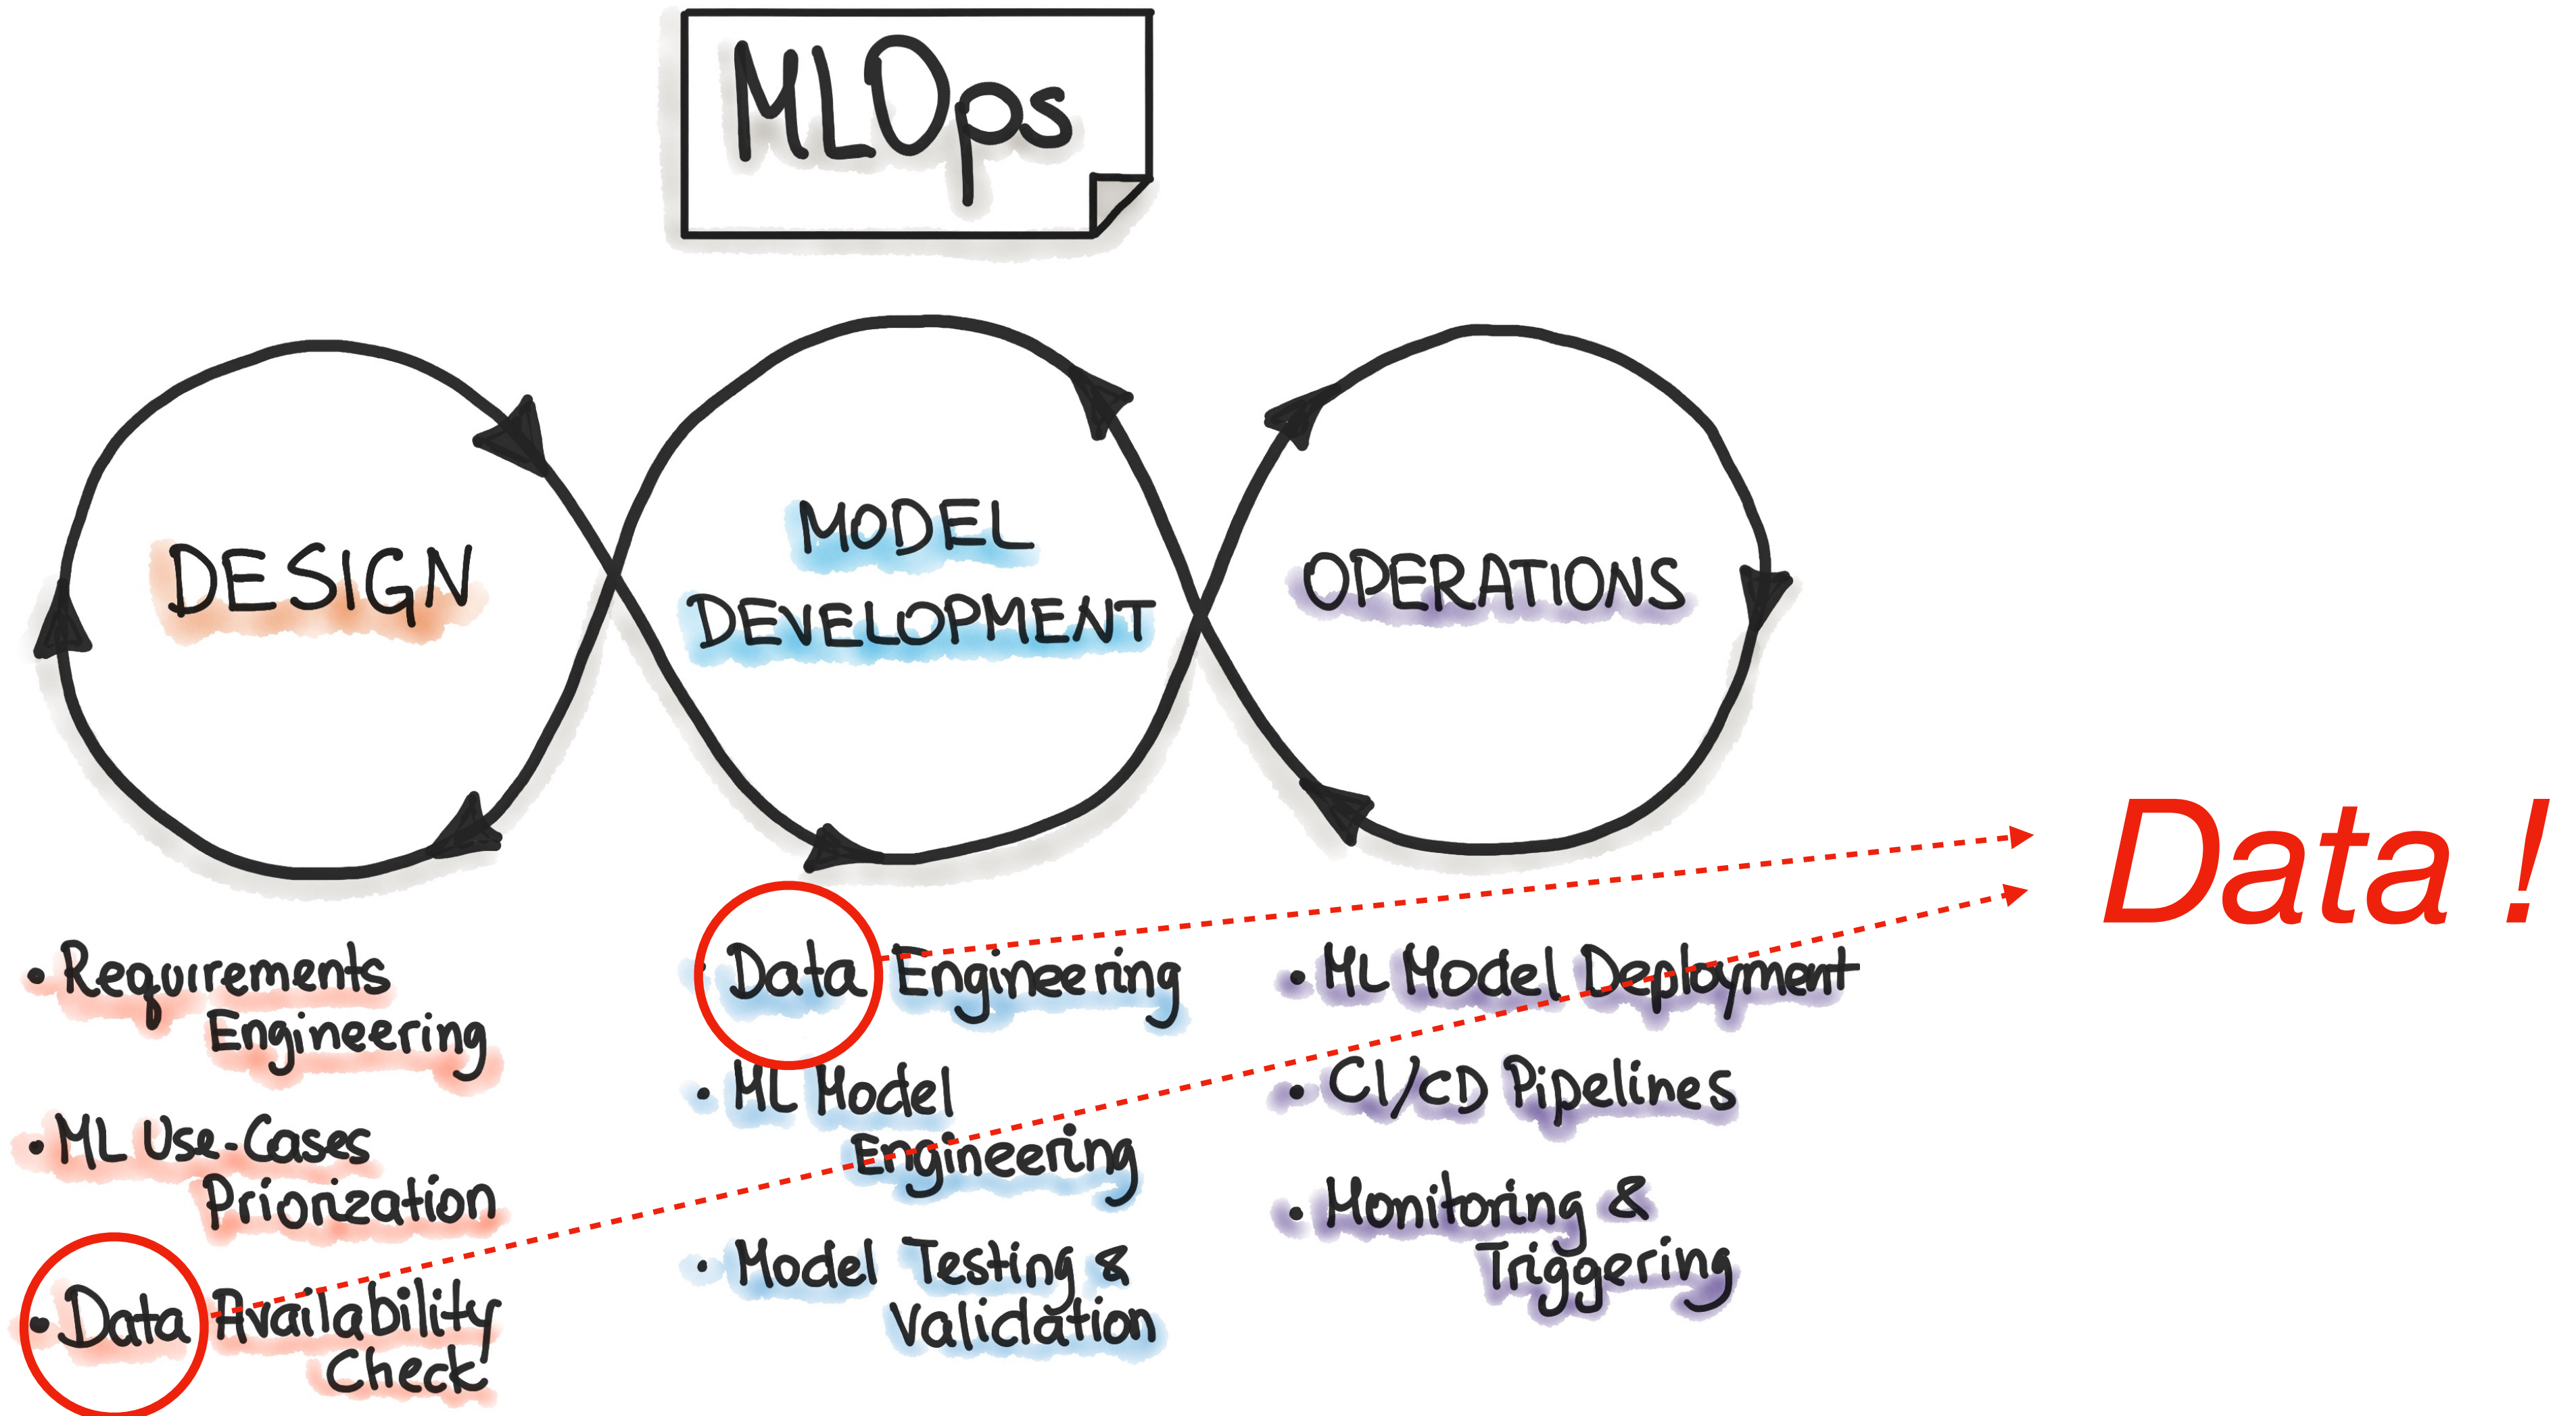 MLOps
DESIGN
MODEL
DEVELOPMENT
OPERATIONS
• Requirements
Engineering
• ML Use-Cases
Priorization
• Data Availability
Check
• Data Engineering
• ML Model
Engineering
• Model Testing &
Validation
• ML Model Deployment
• CI/CD Pipelines
• Monitoring &
Triggering
Data !